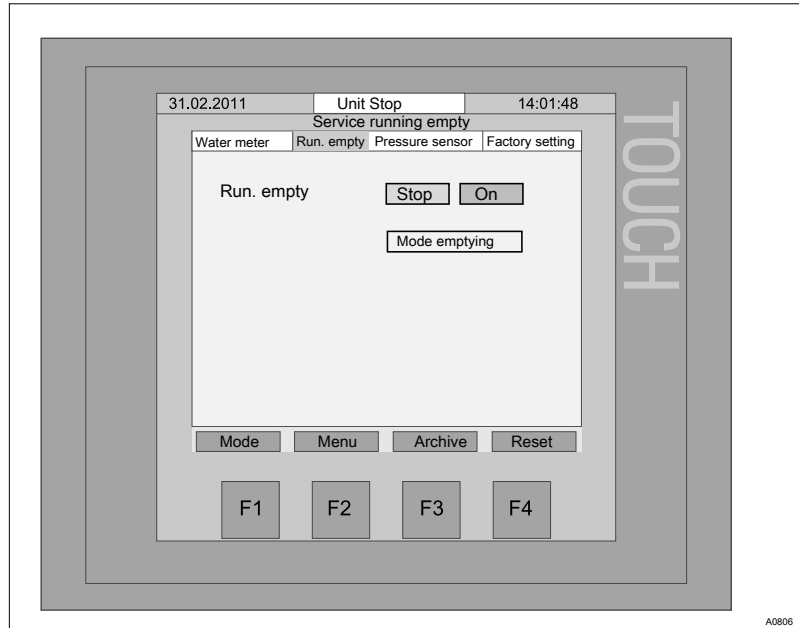 31.02.2011 Unit Stop 14:01:48
Service running empty
Water meter Run. empty Pressure sensor Factory setting
Run. empty Stop On
Mode emptying
Mode Menu Archive Reset
F1 F2 F3 F4
TOUCH
A0806